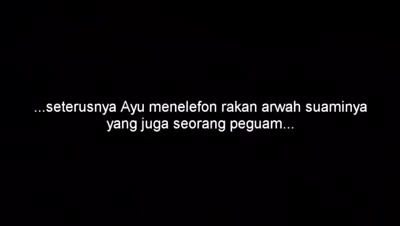 ...seterusnya Ayu menelefon rakan arwah suaminya
yang juga seorang peguam...